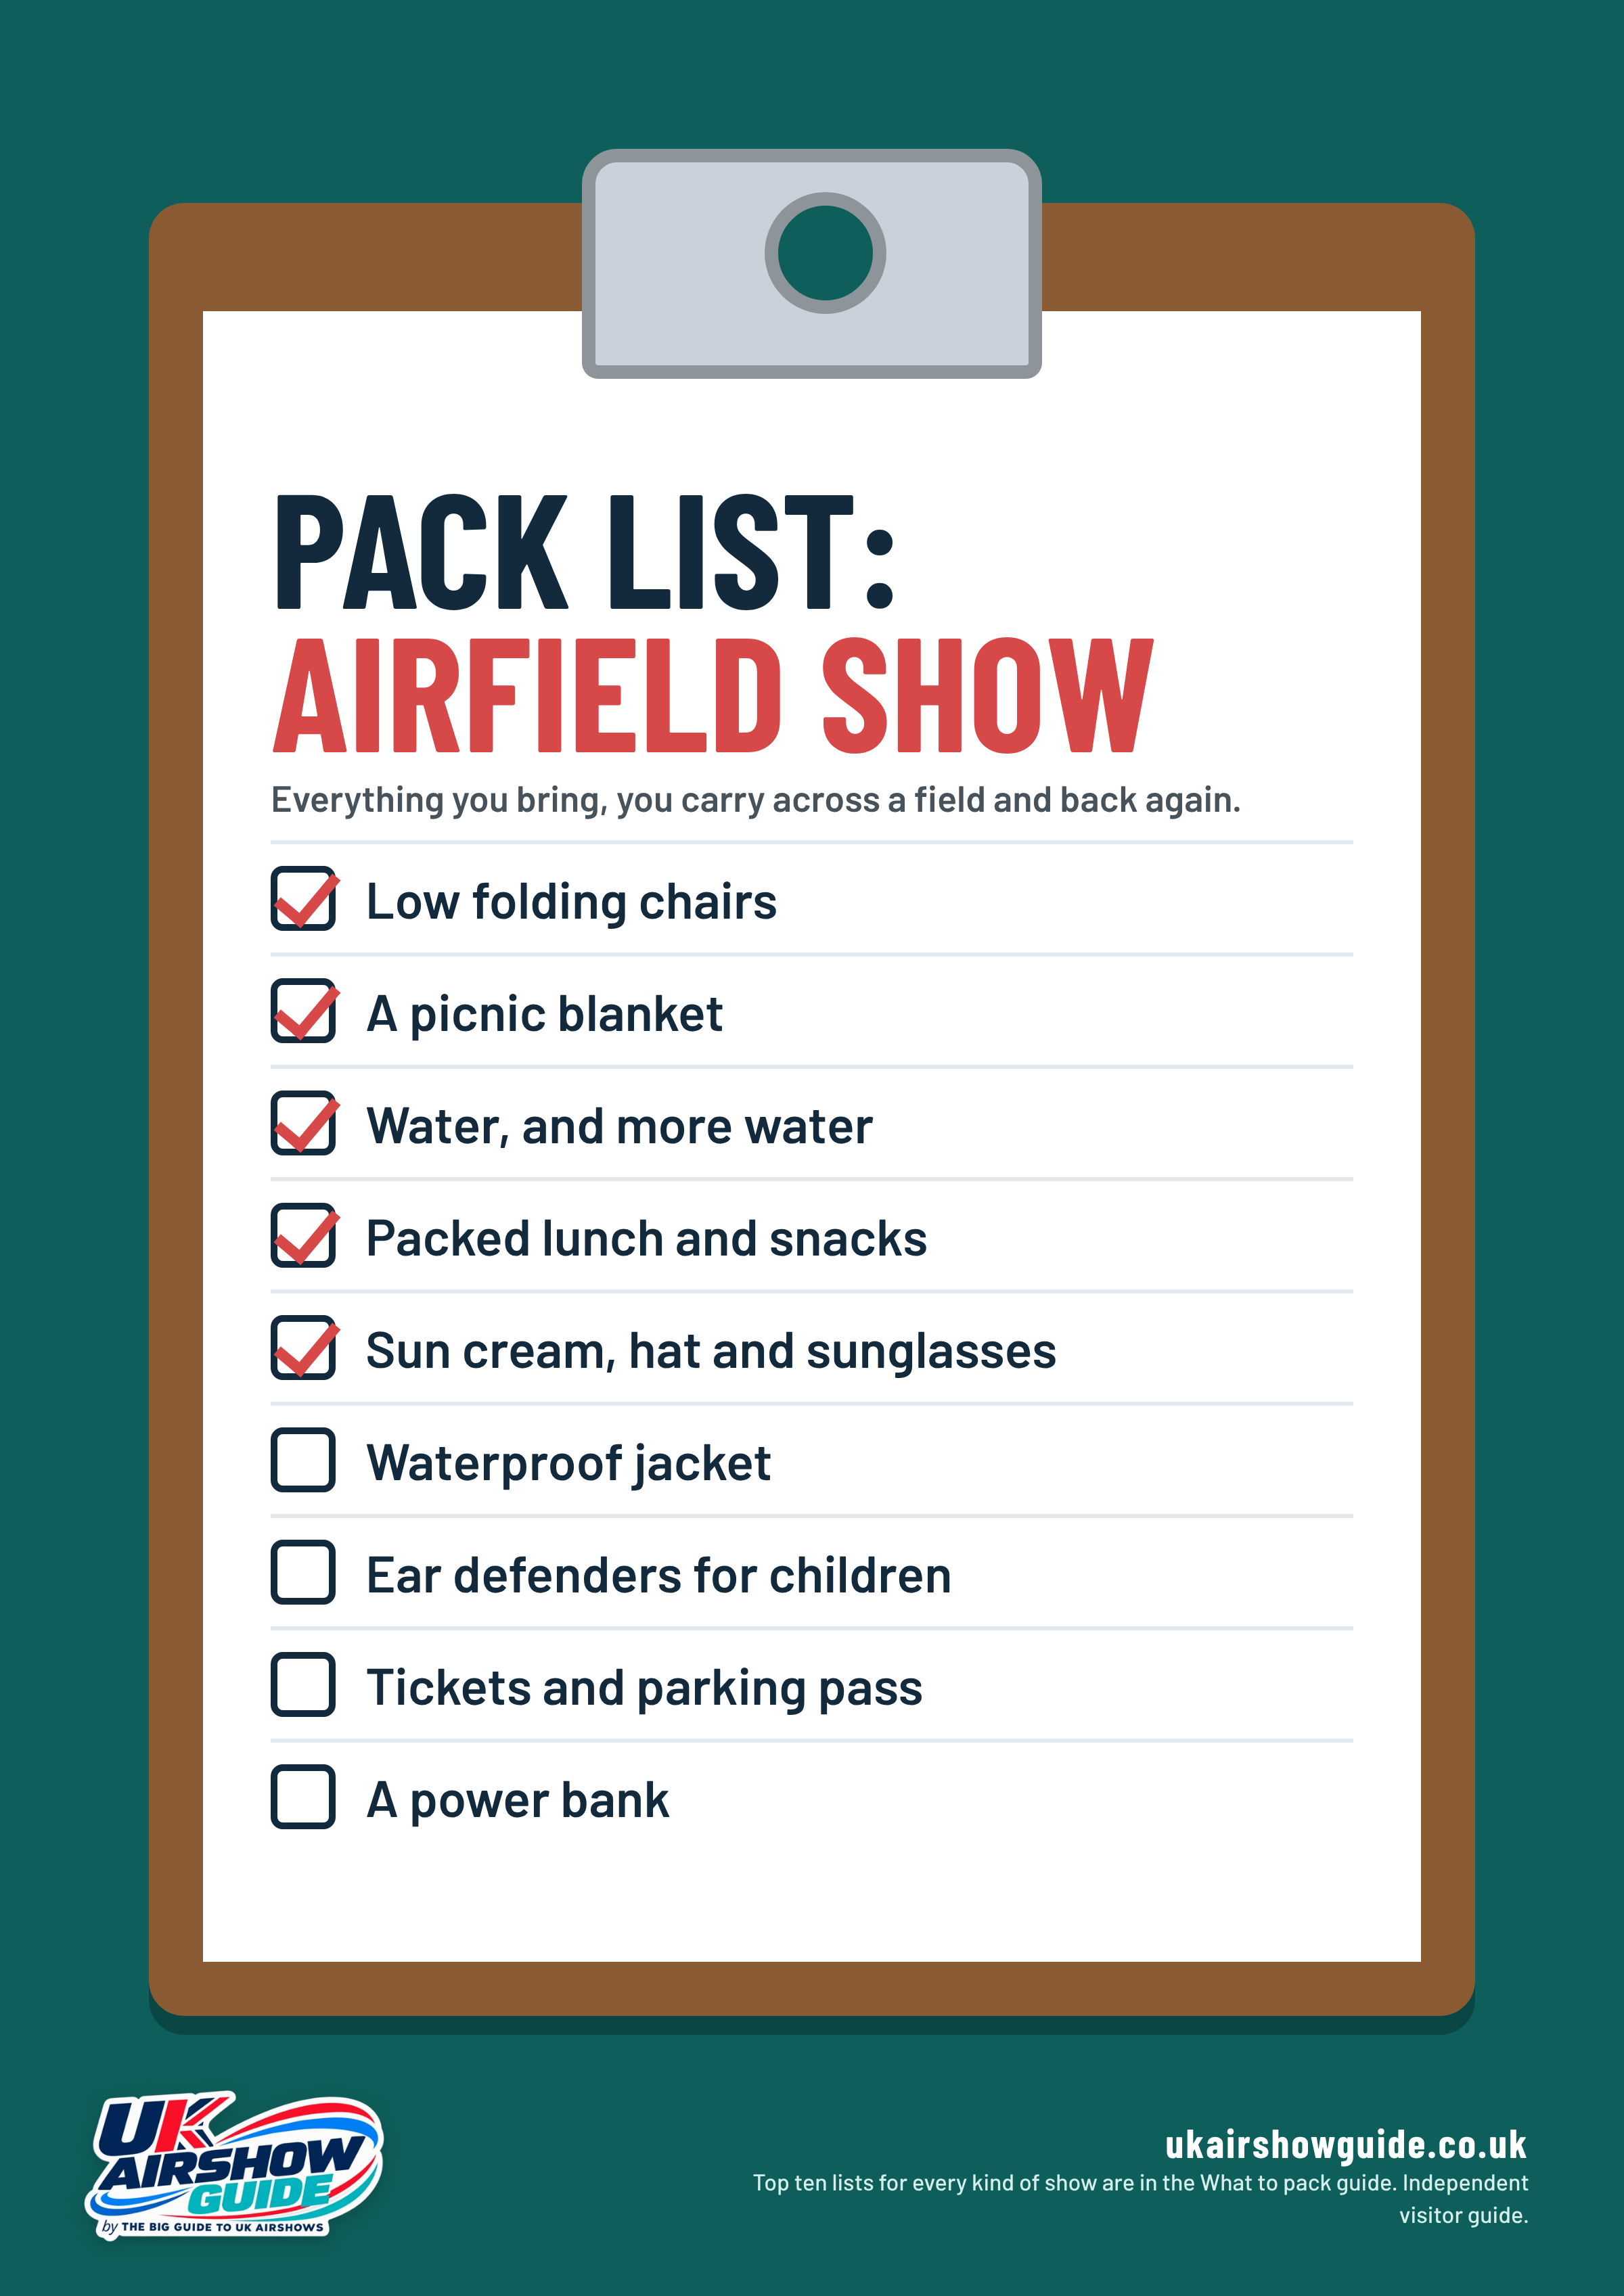 PACK LIST:
AIRFIELD SHOW
Everything you bring, you carry across a field and back again.
Low folding chairs
A picnic blanket
Water, and more water
Packed lunch and snacks
Sun cream, hat and sunglasses
Waterproof jacket
Ear defenders for children
Tickets and parking pass
A power bank
UK
AIRSHOW
GUIDE
by THE BIG GUIDE TO UK AIRSHOWS
ukairshowguide.co.uk
Top ten lists for every kind of show are in the What to pack guide. Independent
visitor guide.